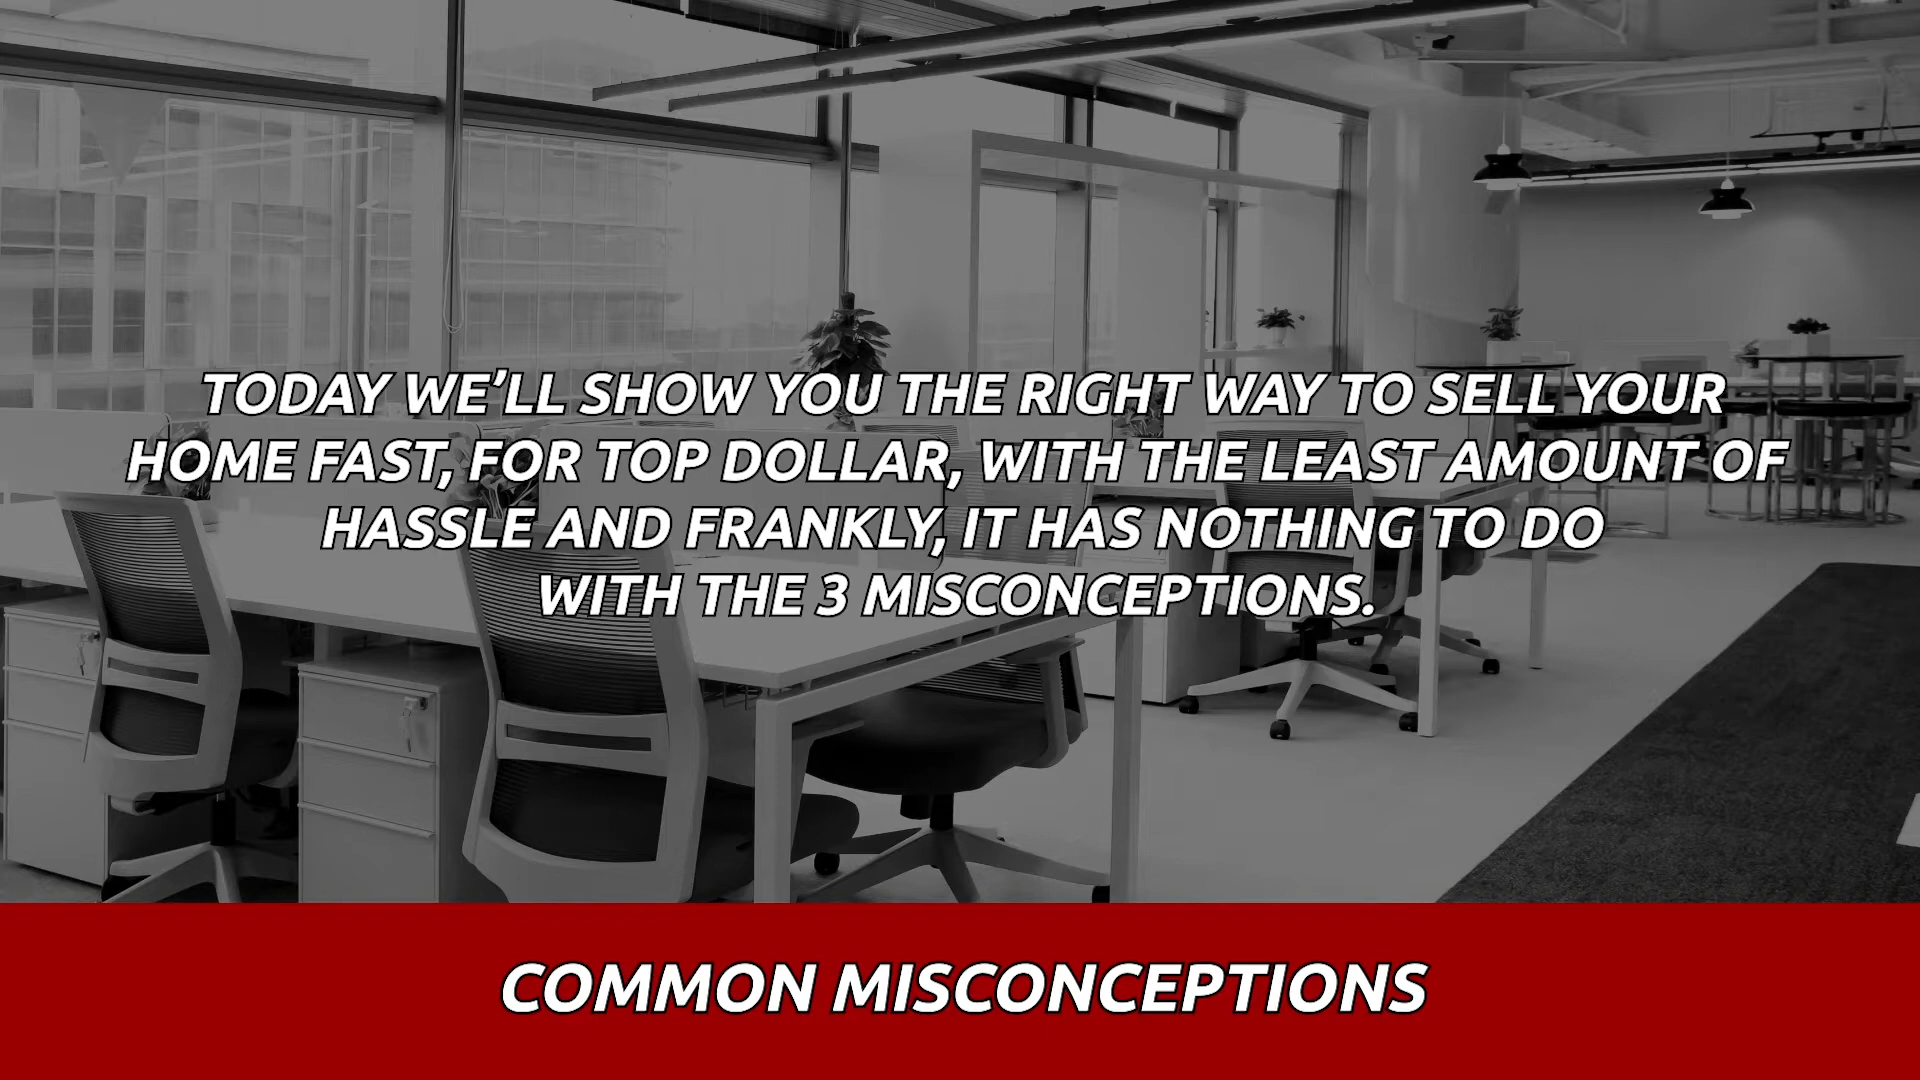 TODAY WE’LL SHOW YOU THE RIGHT WAY TO SELL YOUR
HOME FAST, FOR TOP DOLLAR, WITH THE LEAST AMOUNT OF
HASSLE AND FRANKLY, IT HAS NOTHING TO DO
WITH THE 3 MISCONCEPTIONS.
COMMON MISCONCEPTIONS